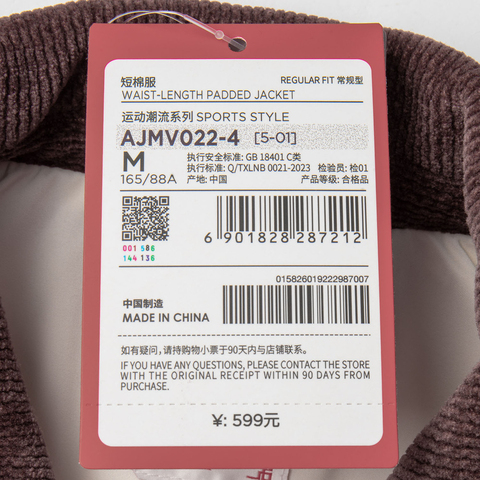 短棉服
REGULAR FIT 常规型
WAIST-LENGTH PADDED JACKET
运动潮流系列 SPORTS STYLE
AJMV022-4 [5-01]
M
执行安全标准: GB 18401 C类
执行标准: Q/TXLNB 0021-2023 检验员: 检01
165/88A
产地: 中国
产品等级: 合格品
001 586
144 136
6 901828 287212
015826019222987007
中国制造
MADE IN CHINA
如有疑问，请持购物小票于90天内与店铺联系。
IF YOU HAVE ANY QUESTIONS, PLEASE CONTACT THE STORE
WITH THE ORIGINAL RECEIPT WITHIN 90 DAYS FROM
PURCHASE.
¥: 599元